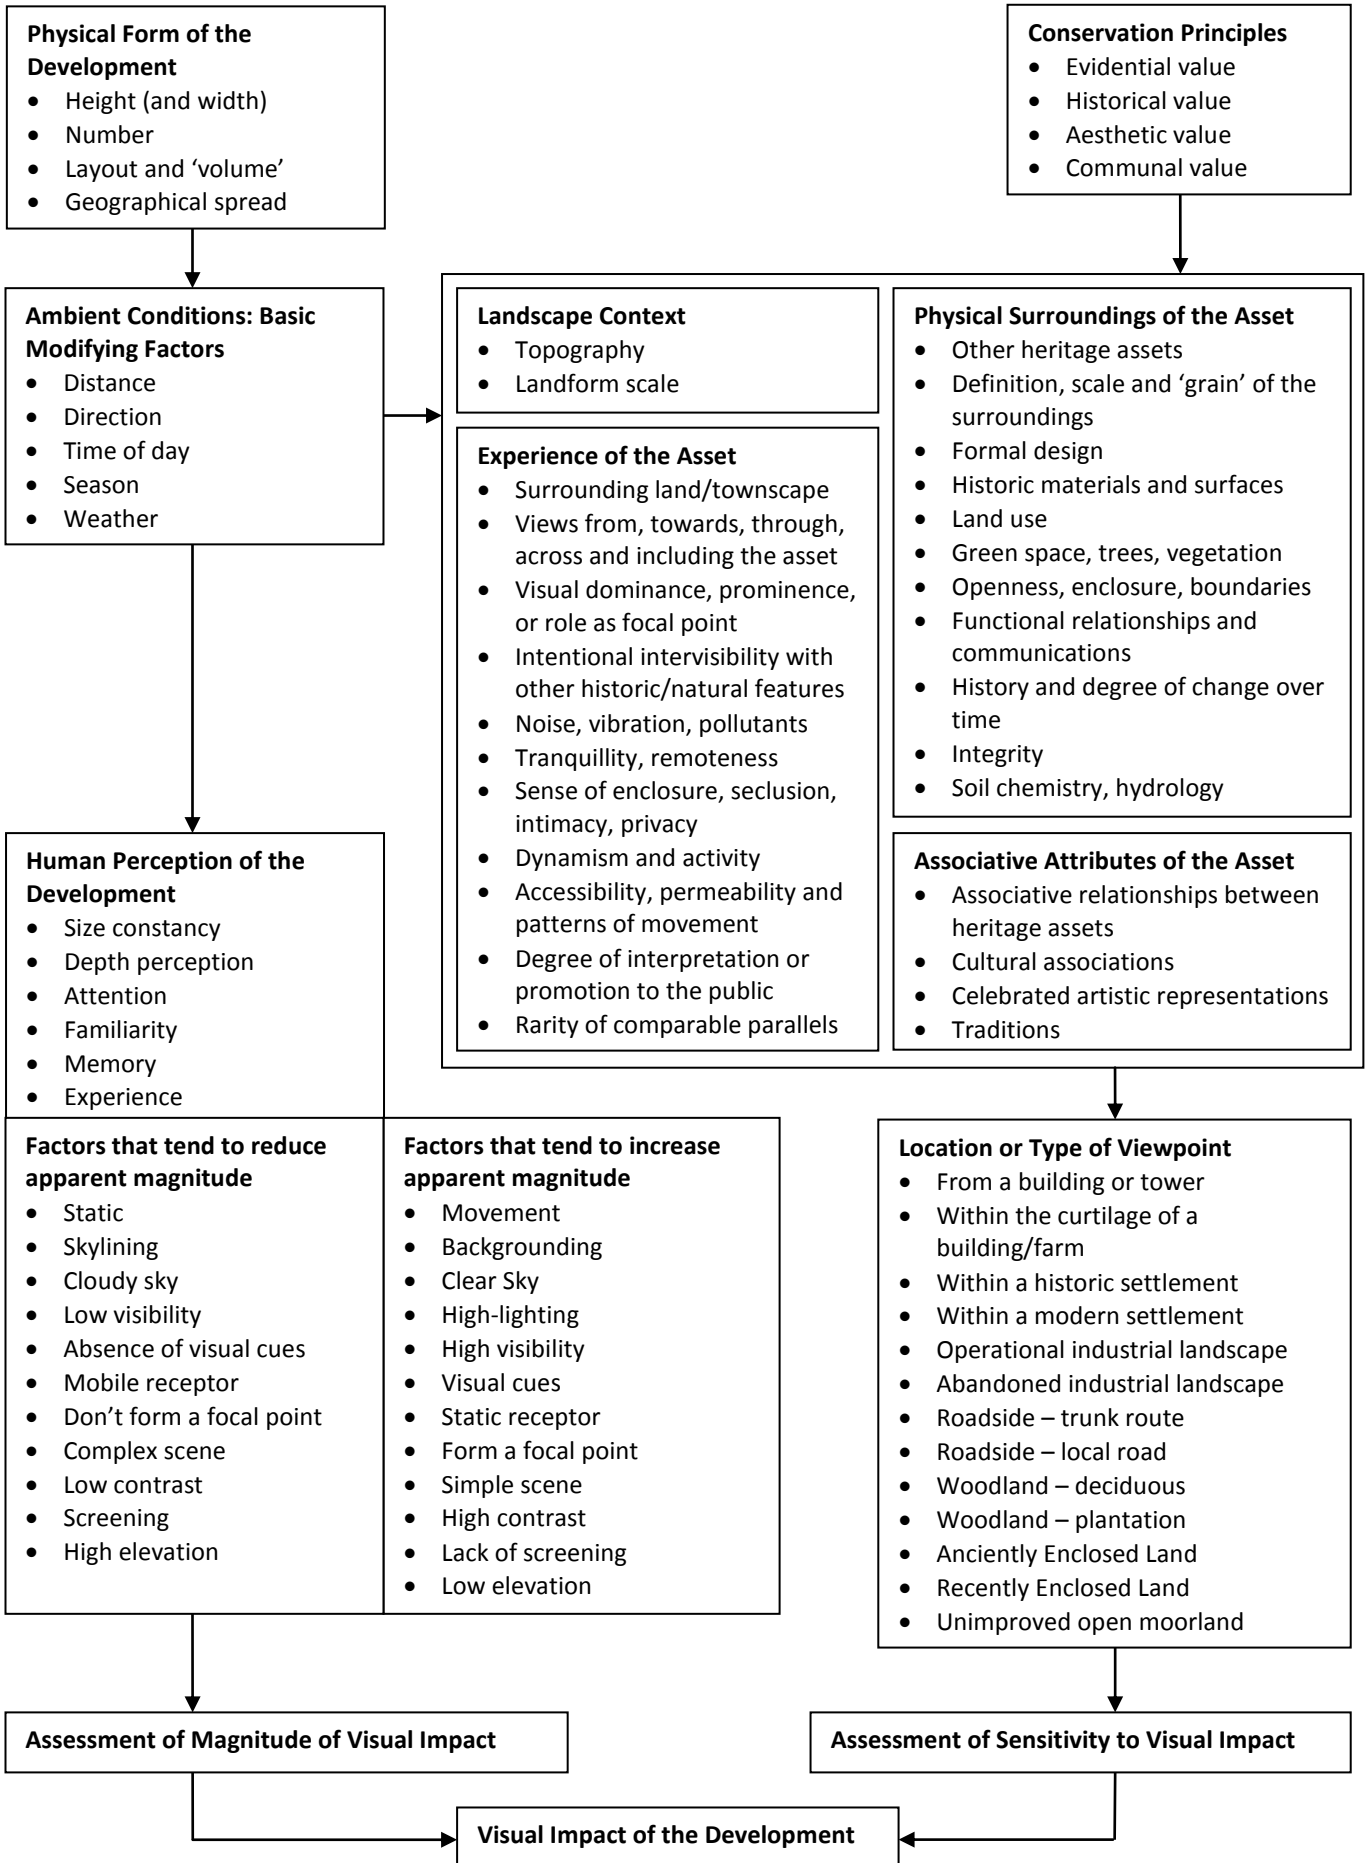 Physical Form of the
Development
• Height (and width)
• Number
• Layout and ‘volume’
• Geographical spread
Conservation Principles
• Evidential value
• Historical value
• Aesthetic value
• Communal value
Ambient Conditions: Basic
Modifying Factors
• Distance
• Direction
• Time of day
• Season
• Weather
Landscape Context
• Topography
• Landform scale
Experience of the Asset
• Surrounding land/townscape
• Views from, towards, through,
across and including the asset
• Visual dominance, prominence,
or role as focal point
• Intentional intervisibility with
other historic/natural features
• Noise, vibration, pollutants
• Tranquillity, remoteness
• Sense of enclosure, seclusion,
intimacy, privacy
• Dynamism and activity
• Accessibility, permeability and
patterns of movement
• Degree of interpretation or
promotion to the public
• Rarity of comparable parallels
Physical Surroundings of the Asset
• Other heritage assets
• Definition, scale and ‘grain’ of the
surroundings
• Formal design
• Historic materials and surfaces
• Land use
• Green space, trees, vegetation
• Openness, enclosure, boundaries
• Functional relationships and
communications
• History and degree of change over
time
• Integrity
• Soil chemistry, hydrology
Associative Attributes of the Asset
• Associative relationships between
heritage assets
• Cultural associations
• Celebrated artistic representations
• Traditions
Human Perception of the
Development
• Size constancy
• Depth perception
• Attention
• Familiarity
• Memory
• Experience
Factors that tend to reduce
apparent magnitude
• Static
• Skylining
• Cloudy sky
• Low visibility
• Absence of visual cues
• Mobile receptor
• Don’t form a focal point
• Complex scene
• Low contrast
• Screening
• High elevation
Factors that tend to increase
apparent magnitude
• Movement
• Backgrounding
• Clear Sky
• High-lighting
• High visibility
• Visual cues
• Static receptor
• Form a focal point
• Simple scene
• High contrast
• Lack of screening
• Low elevation
Location or Type of Viewpoint
• From a building or tower
• Within the curtilage of a
building/farm
• Within a historic settlement
• Within a modern settlement
• Operational industrial landscape
• Abandoned industrial landscape
• Roadside – trunk route
• Roadside – local road
• Woodland – deciduous
• Woodland – plantation
• Anciently Enclosed Land
• Recently Enclosed Land
• Unimproved open moorland
Assessment of Magnitude of Visual Impact
Assessment of Sensitivity to Visual Impact
Visual Impact of the Development